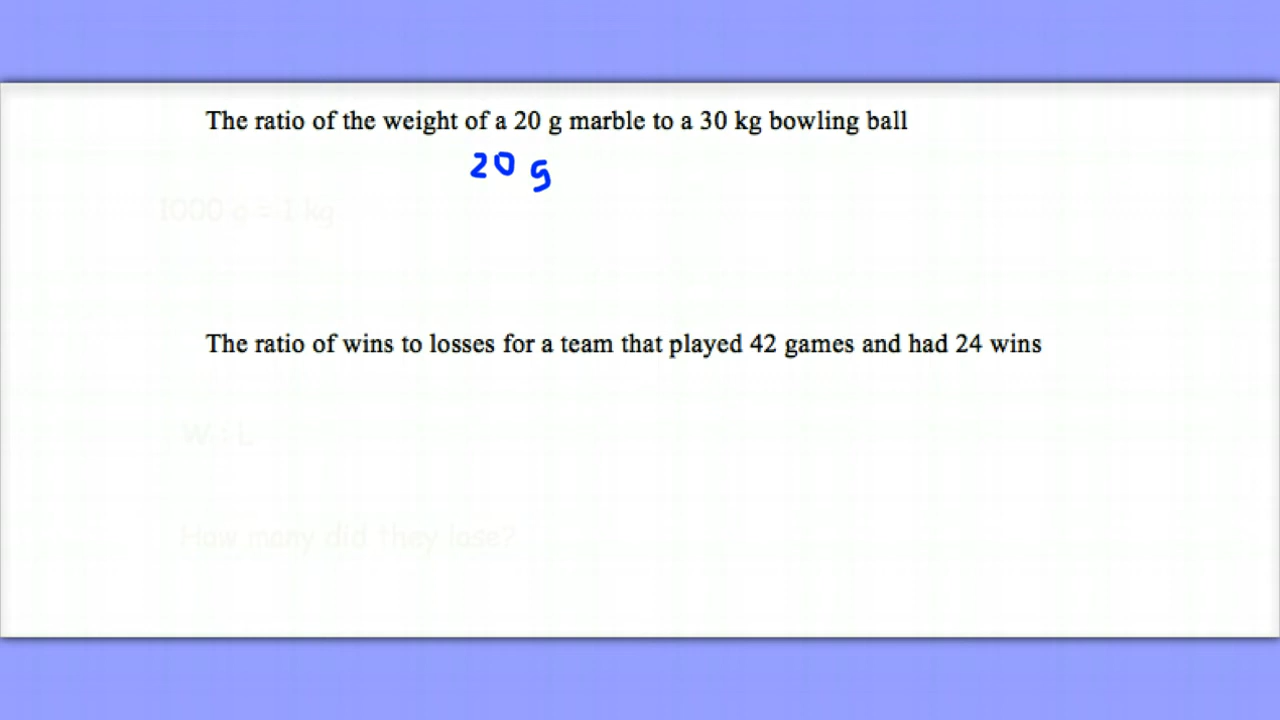 The ratio of the weight of a 20 g marble to a 30 kg bowling ball
20 g
1000 g = 1 kg
The ratio of wins to losses for a team that played 42 games and had 24 wins
W : L
How many did they lose?